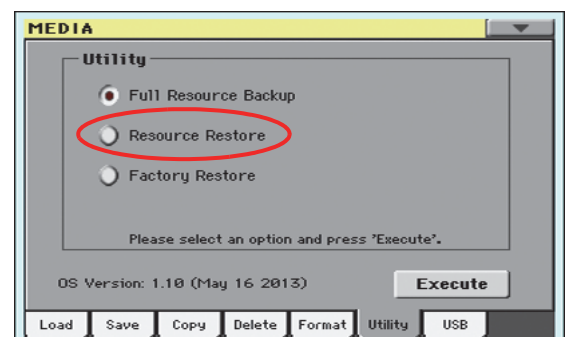 MEDIA
Utility
Full Resource Backup
Resource Restore
Factory Restore
Please select an option and press 'Execute'.
OS Version: 1.10 (May 16 2013)
Execute
Load Save Copy Delete Format Utility USB